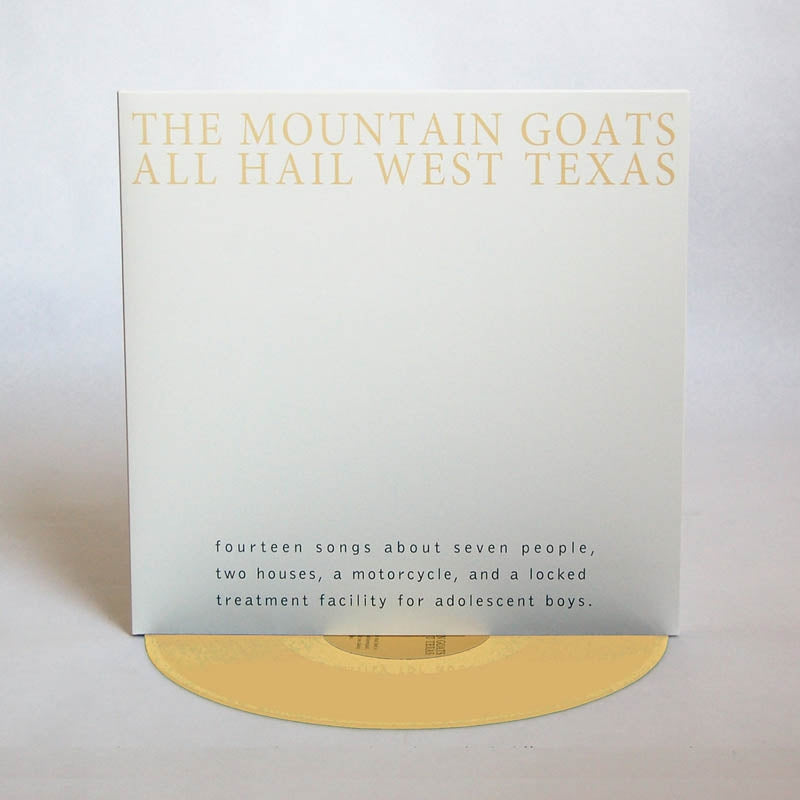 THE MOUNTAIN GOATS
ALL HAIL WEST TEXAS
fourteen songs about seven people,
two houses, a motorcycle, and a locked
treatment facility for adolescent boys.